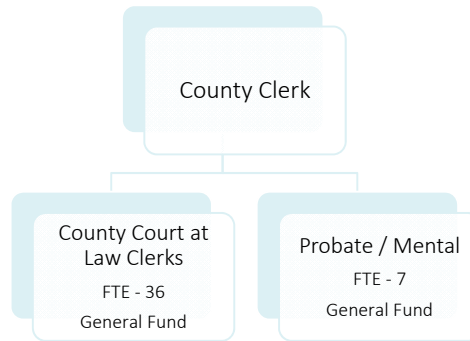 County Clerk
County Court at
Law Clerks
FTE - 36
General Fund
Probate / Mental
FTE - 7
General Fund